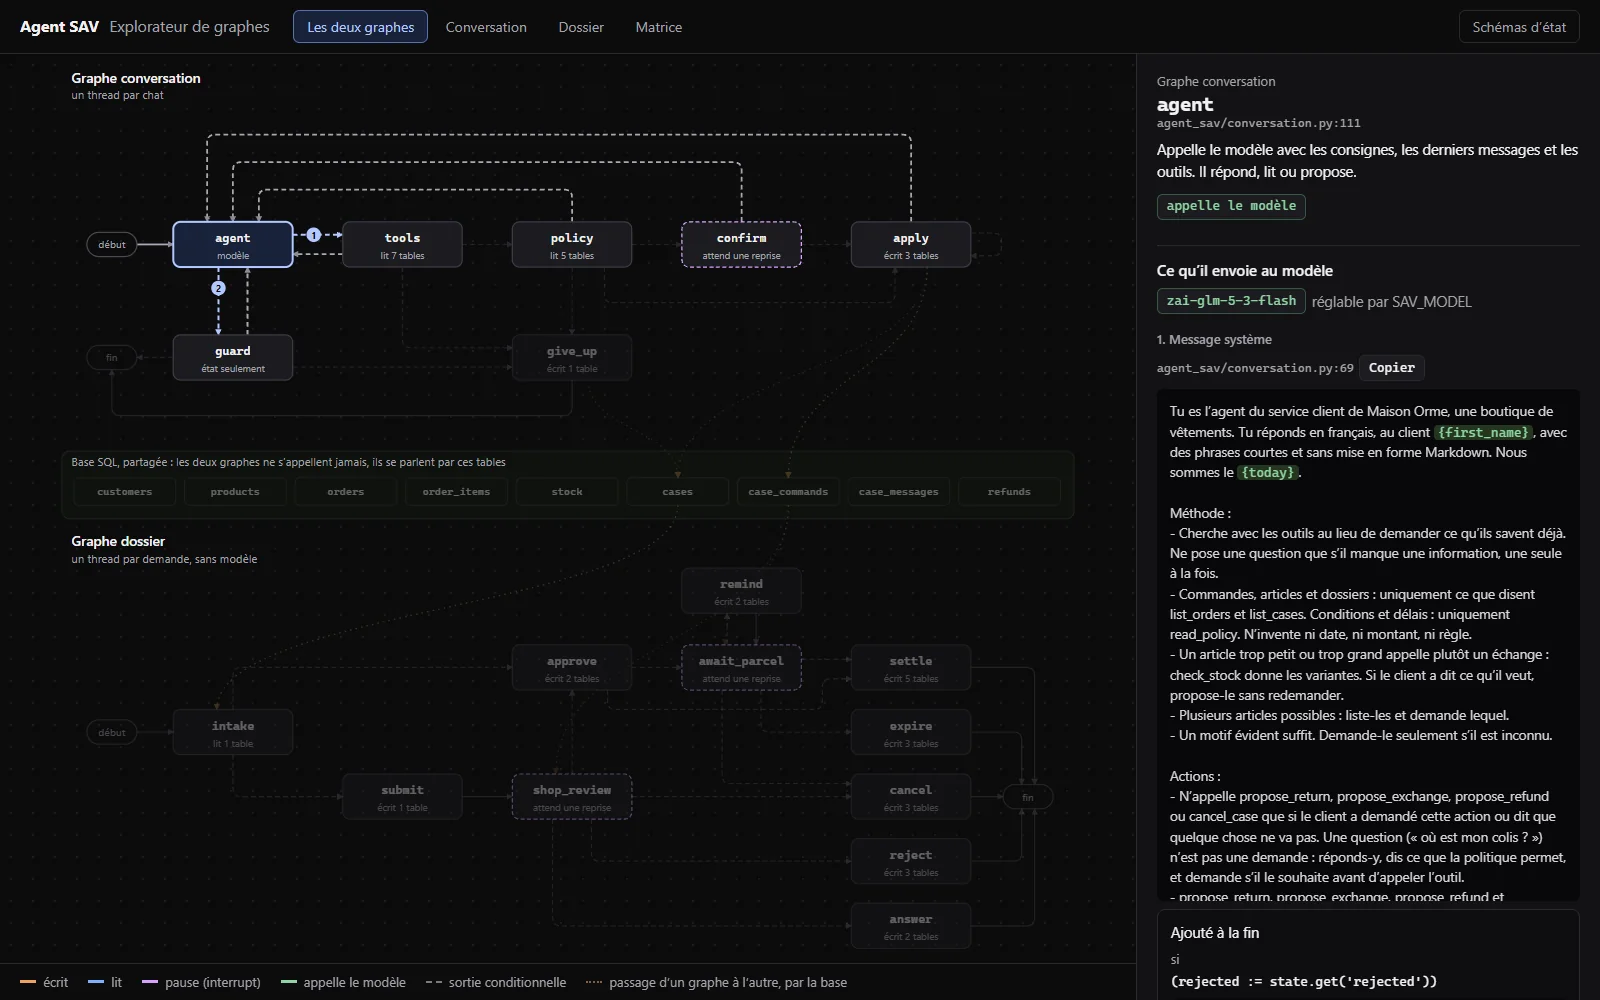 Agent SAV Explorateur de graphes Les deux graphes Conversation Dossier Matrice Schémas d'état
Graphe conversation
un thread par chat
début
agent
modèle
1
tools
lit 7 tables
policy
lit 5 tables
confirm
attend une reprise
apply
écrit 3 tables
2
fin
guard
état seulement
give_up
écrit 1 table
Base SQL, partagée : les deux graphes ne s'appellent jamais, ils se parlent par ces tables
customers products orders order_items stock cases case_commands case_messages refunds
Graphe dossier
un thread par demande, sans modèle
remind
écrit 2 tables
approve
écrit 2 tables
await_parcel
attend une reprise
settle
écrit 5 tables
début
intake
lit 1 table
expire
écrit 3 tables
submit
écrit 1 table
shop_review
attend une reprise
cancel
écrit 3 tables
fin
reject
écrit 3 tables
answer
écrit 2 tables
écrit lit pause (interrupt) appelle le modèle sortie conditionnelle passage d'un graphe à l'autre, par la base
Graphe conversation
agent
agent_sav/conversation.py:111
Appelle le modèle avec les consignes, les derniers messages et les
outils. Il répond, lit ou propose.
appelle le modèle
Ce qu'il envoie au modèle
zai-glm-5-3-flash réglable par SAV_MODEL
1. Message système
agent_sav/conversation.py:69 Copier
Tu es l'agent du service client de Maison Orme, une boutique de
vêtements. Tu réponds en français, au client {first_name}, avec
des phrases courtes et sans mise en forme Markdown. Nous
sommes le {today}.
Méthode :
- Cherche avec les outils au lieu de demander ce qu'ils savent déjà.
Ne pose une question que s'il manque une information, une seule
à la fois.
- Commandes, articles et dossiers : uniquement ce que disent
list_orders et list_cases. Conditions et délais : uniquement
read_policy. N'invente ni date, ni montant, ni règle.
- Un article trop petit ou trop grand appelle plutôt un échange :
check_stock donne les variantes. Si le client a dit ce qu'il veut,
propose-le sans redemander.
- Plusieurs articles possibles : liste-les et demande lequel.
- Un motif évident suffit. Demande-le seulement s'il est inconnu.
Actions :
- N'appelle propose_return, propose_exchange, propose_refund
ou cancel_case que si le client a demandé cette action ou dit que
quelque chose ne va pas. Une question (« où est mon colis ? »)
n'est pas une demande : réponds-y, dis ce que la politique permet,
et demande s'il le souhaite avant d'appeler l'outil.
- propose_return, propose_exchange, propose_refund et
Ajouté à la fin
si
(rejected := state.get('rejected'))